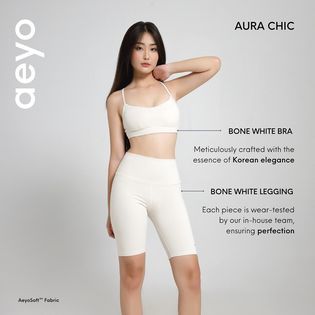 aeyo
AURA CHIC
BONE WHITE BRA
Meticulously crafted with the
essence of Korean elegance
BONE WHITE LEGGING
Each piece is wear-tested
by our in-house team,
ensuring perfection
AeyoSoft™ Fabric